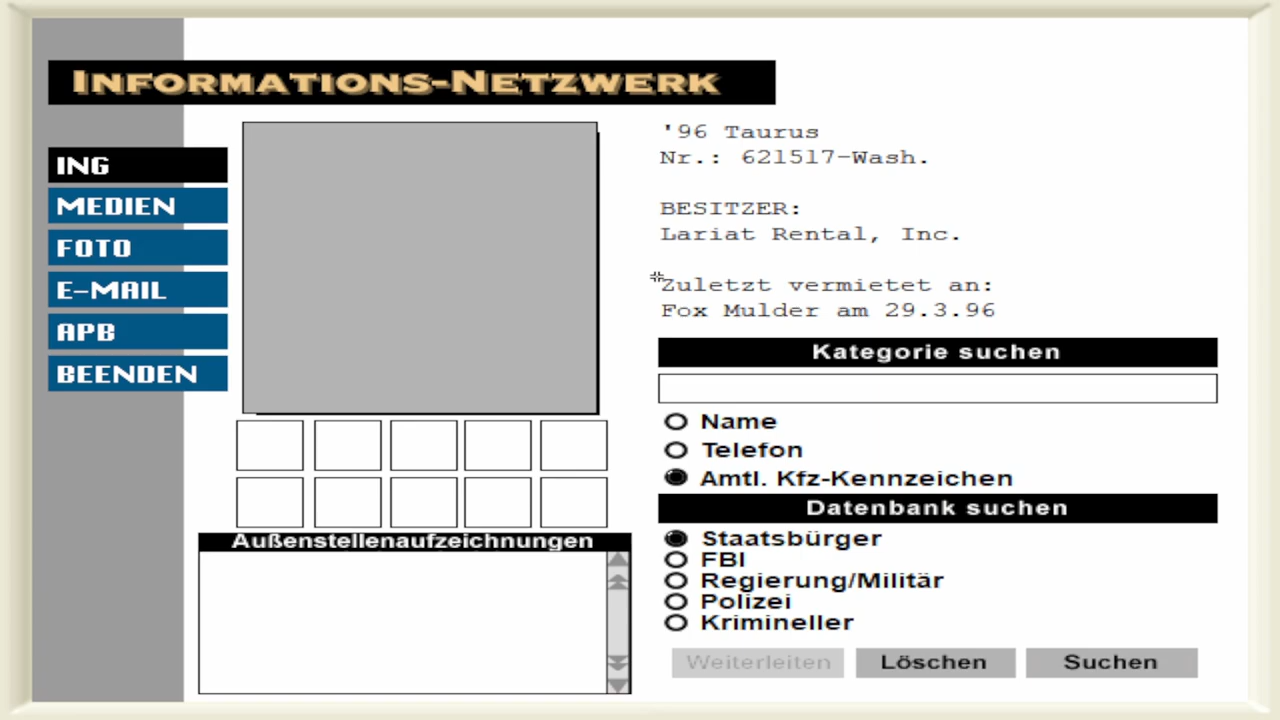 INFORMATIONS-NETZWERK
ING
MEDIEN
FOTO
E-MAIL
APB
BEENDEN
'96 Taurus
Nr.: 621517-Wash.
BESITZER:
Lariat Rental, Inc.
Zuletzt vermietet an:
Fox Mulder am 29.3.96
Kategorie suchen
Name
Telefon
Amtl. Kfz-Kennzeichen
Datenbank suchen
Staatsbürger
FBI
Regierung/Militär
Polizei
Krimineller
Weiterleiten Löschen Suchen
Außenstellenaufzeichnungen